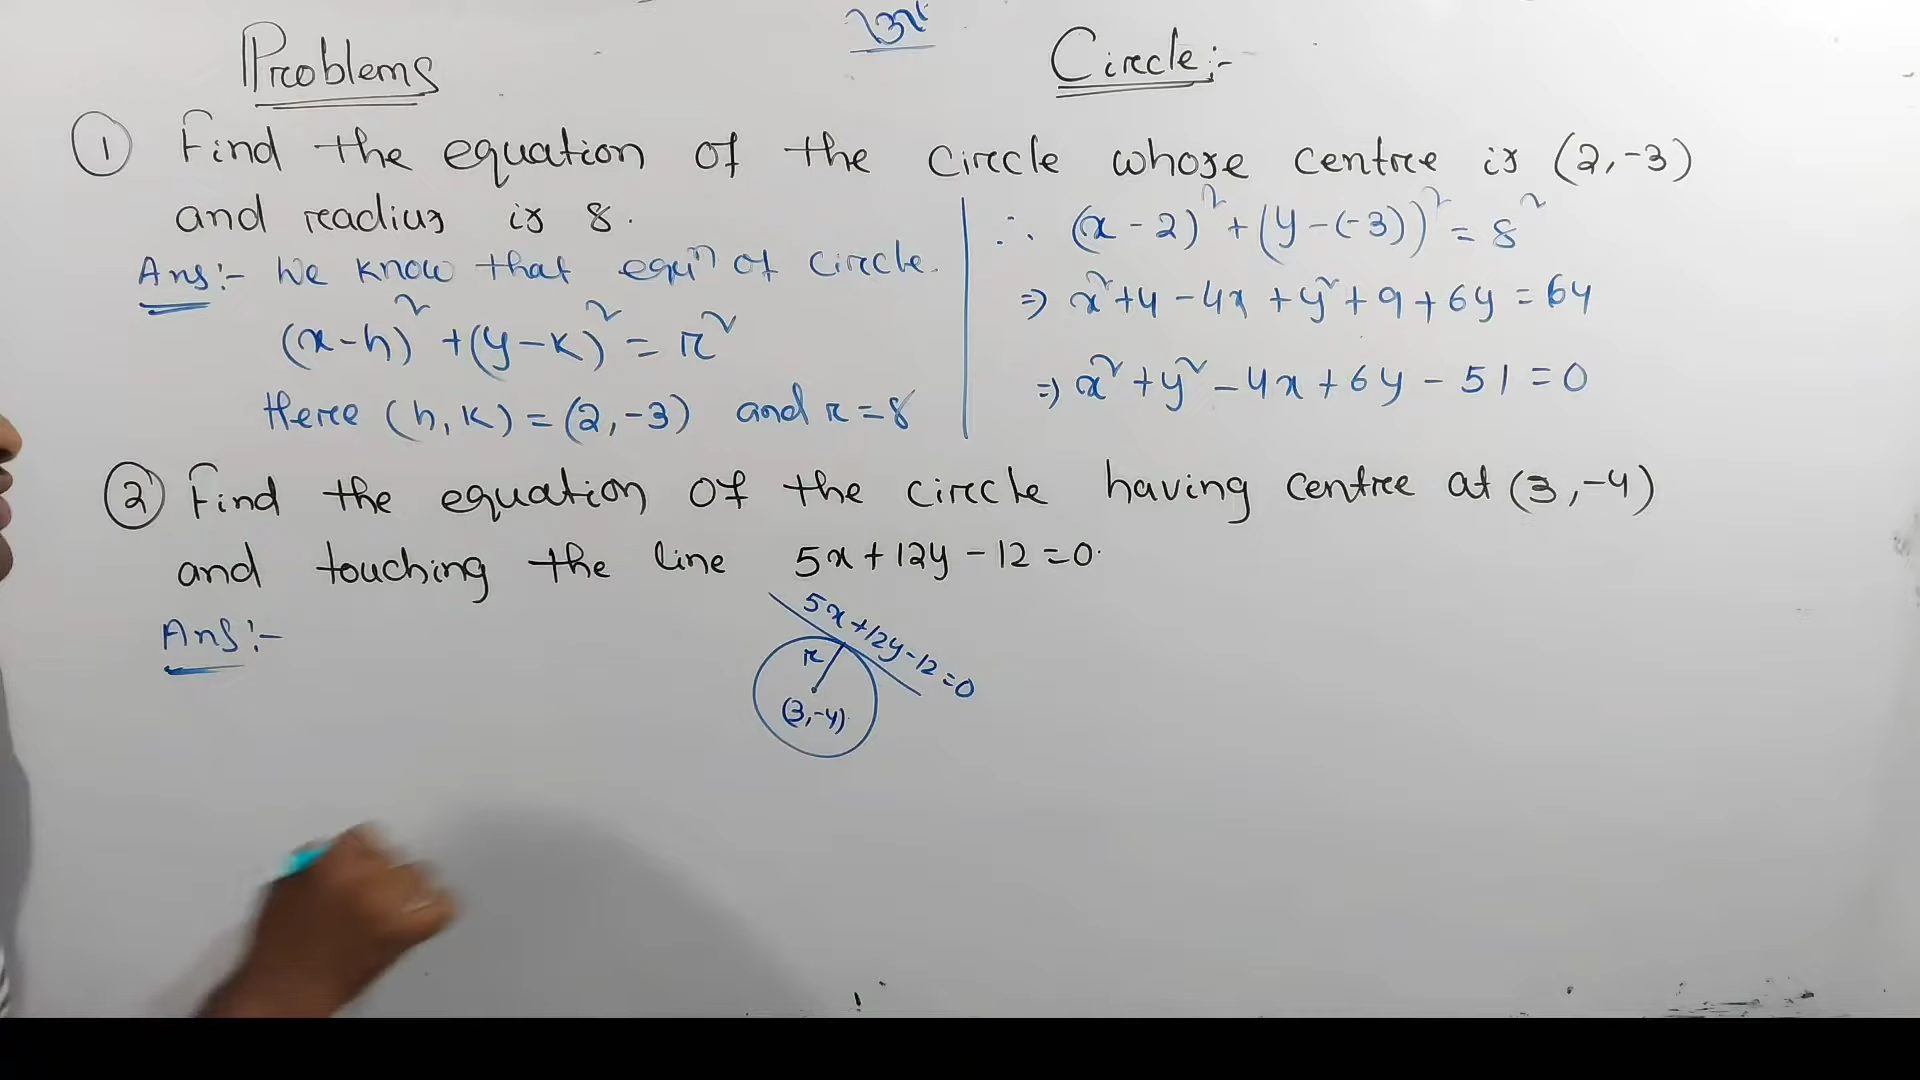 Problems
Circle:-
① Find the equation of the circle whose centre is (2,-3)
and radius is 8.
Ans:- We know that equⁿ of circle.
(x-h)² + (y-k)² = r²
Here (h,k) = (2,-3) and r=8
∴ (x-2)² + (y-(-3))² = 8²
⇒ x²+4-4x+y²+9+6y=64
⇒ x²+y²-4x+6y-51=0
② Find the equation of the circle having centre at (3,-4)
and touching the line 5x+12y-12=0.
Ans:-
5x+12y-12=0
r
(3,-4)